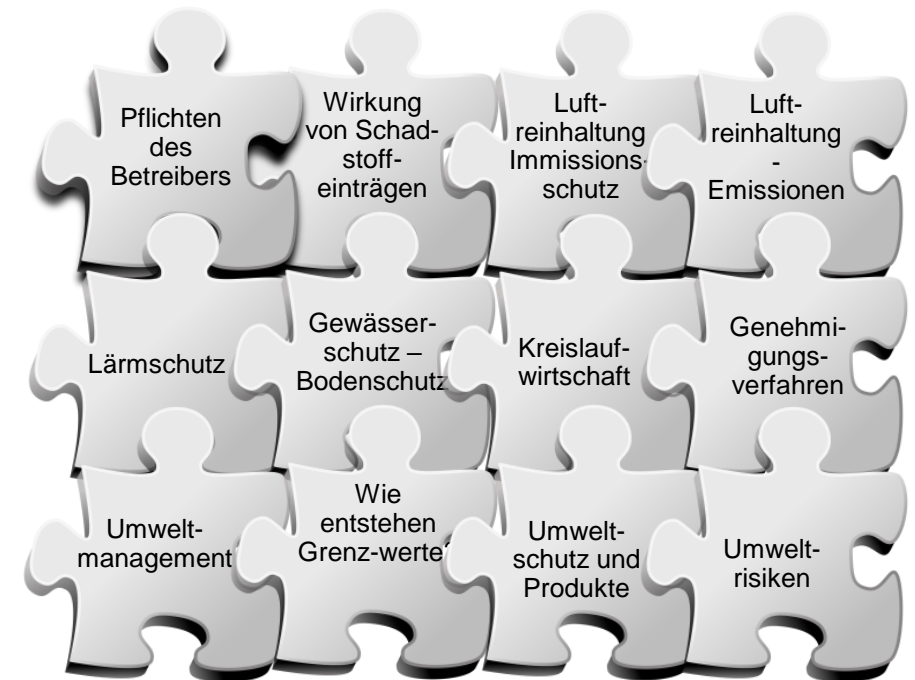 Pflichten
des
Betreibers
Wirkung
von Schad-
stoff-
einträgen
Luft-
reinhaltung
Immissions-
schutz
Luft-
reinhaltung
-
Emissionen
Lärmschutz
Gewässer-
schutz –
Bodenschutz
Kreislauf-
wirtschaft
Genehmi-
gungs-
verfahren
Umwelt-
management
Wie
entstehen
Grenz-werte?
Umwelt-
schutz und
Produkte
Umwelt-
risiken